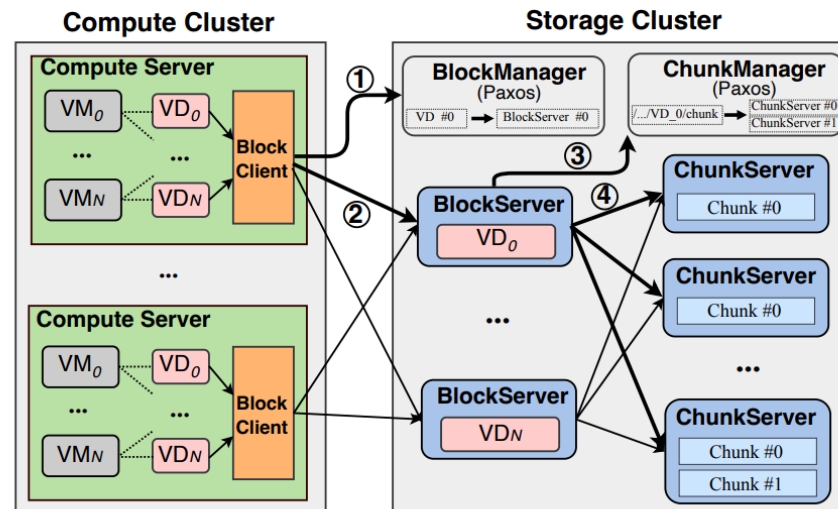 Compute Cluster
Compute Server
VM0
VD0
...
...
VMN
VDN
Block
Client
...
Compute Server
VM0
VD0
...
...
VMN
VDN
Block
Client
Storage Cluster
①
BlockManager
(Paxos)
VD #0
BlockServer #0
ChunkManager
(Paxos)
/.../VD_0/chunk
ChunkServer #0
ChunkServer #1
②
③
④
BlockServer
VD0
...
BlockServer
VDN
ChunkServer
Chunk #0
ChunkServer
Chunk #0
...
ChunkServer
Chunk #0
Chunk #1